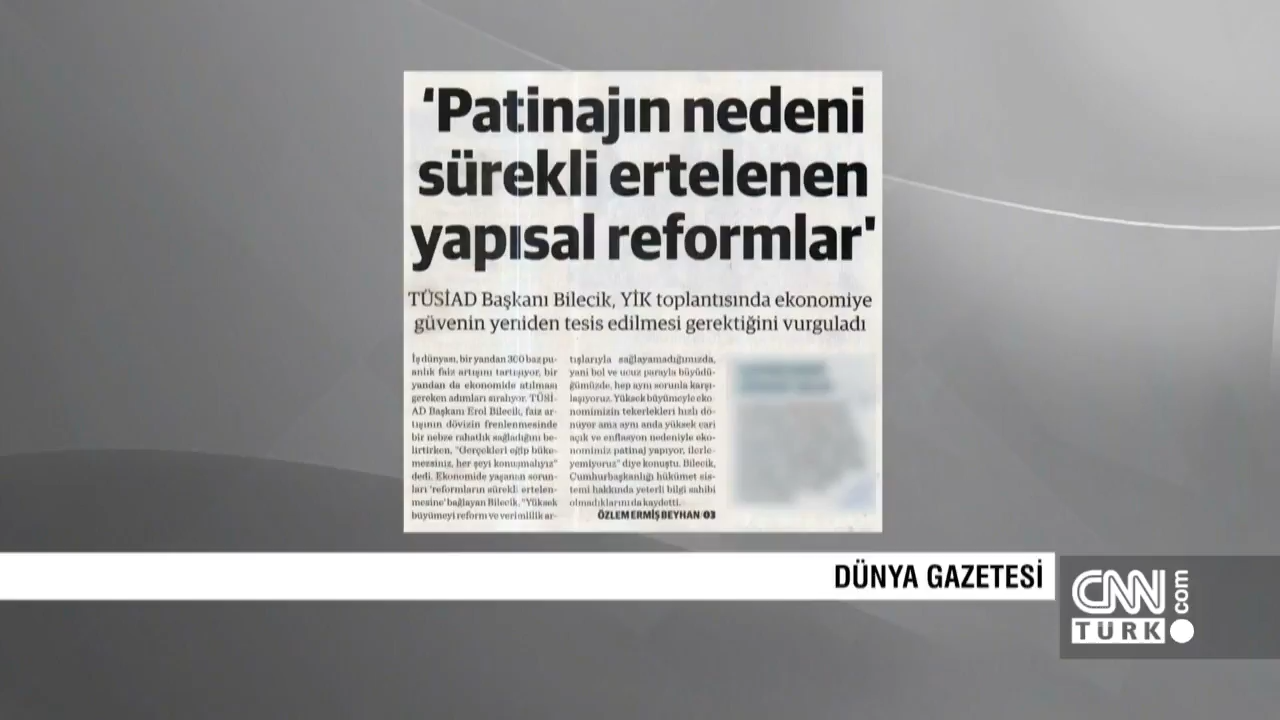 ‘Patinajın nedeni
sürekli ertelenen
yapısal reformlar'
TÜSİAD Başkanı Bilecik, YİK toplantısında ekonomiye
güvenin yeniden tesis edilmesi gerektiğini vurguladı
İş dünyası, bir yandan 300 baz pu-
anlık faiz artışını tartışıyor, bir
yandan da ekonomide atılması
gereken adımları sıralıyor. TÜSİ-
AD Başkanı Erol Bilecik, faiz ar-
tışının dövizin frenlenmesinde
bir nebze rahatlık sağladığını be-
lirtirken, "Gerçekleri eğip büke-
mersiniz, her şeyi konuşmalıyız"
dedi. Ekonomide yaşanan sorun-
ları 'reformların sürekli ertelen-
mesine' bağlayan Bilecik, "Yüksek
büyümeyi reform ve verimlilik ar-
tışlarıyla sağlayamadığımızda,
yani bol ve ucuz parayla büyüdü-
ğümüzde, hep aynı sorunla karşı-
laşıyoruz. Yüksek büyümeyle eko-
nomimizin tekerlekleri hızlı dö-
nüyor ama aynı anda yüksek cari
açık ve enflasyon nedeniyle eko-
nomimiz patinaj yapıyor, ilerle-
yemiyoruz" diye konuştu. Bilecik,
Cumhurbaşkanlığı hükümet sis-
temi hakkında yeterli bilgi sahibi
olmadıklarını da kaydetti.
ÖZLEM ERMİŞ BEYHAN/03
DÜNYA GAZETESİ
CNN
TÜRK
.com